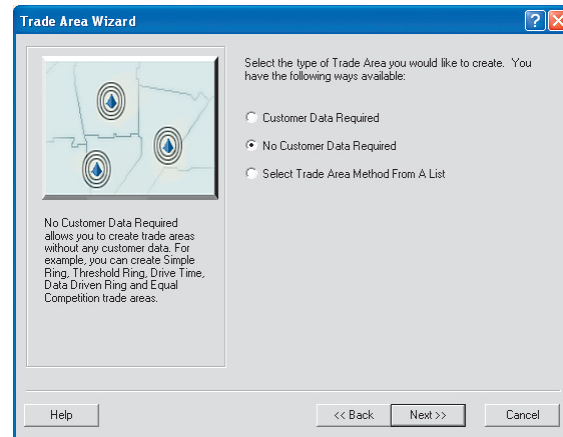 Trade Area Wizard
Select the type of Trade Area you would like to create. You
have the following ways available:
Customer Data Required
No Customer Data Required
Select Trade Area Method From A List
No Customer Data Required
allows you to create trade areas
without any customer data. For
example, you can create Simple
Ring, Threshold Ring, Drive Time,
Data Driven Ring and Equal
Competition trade areas.
Help
<< Back
Next >>
Cancel